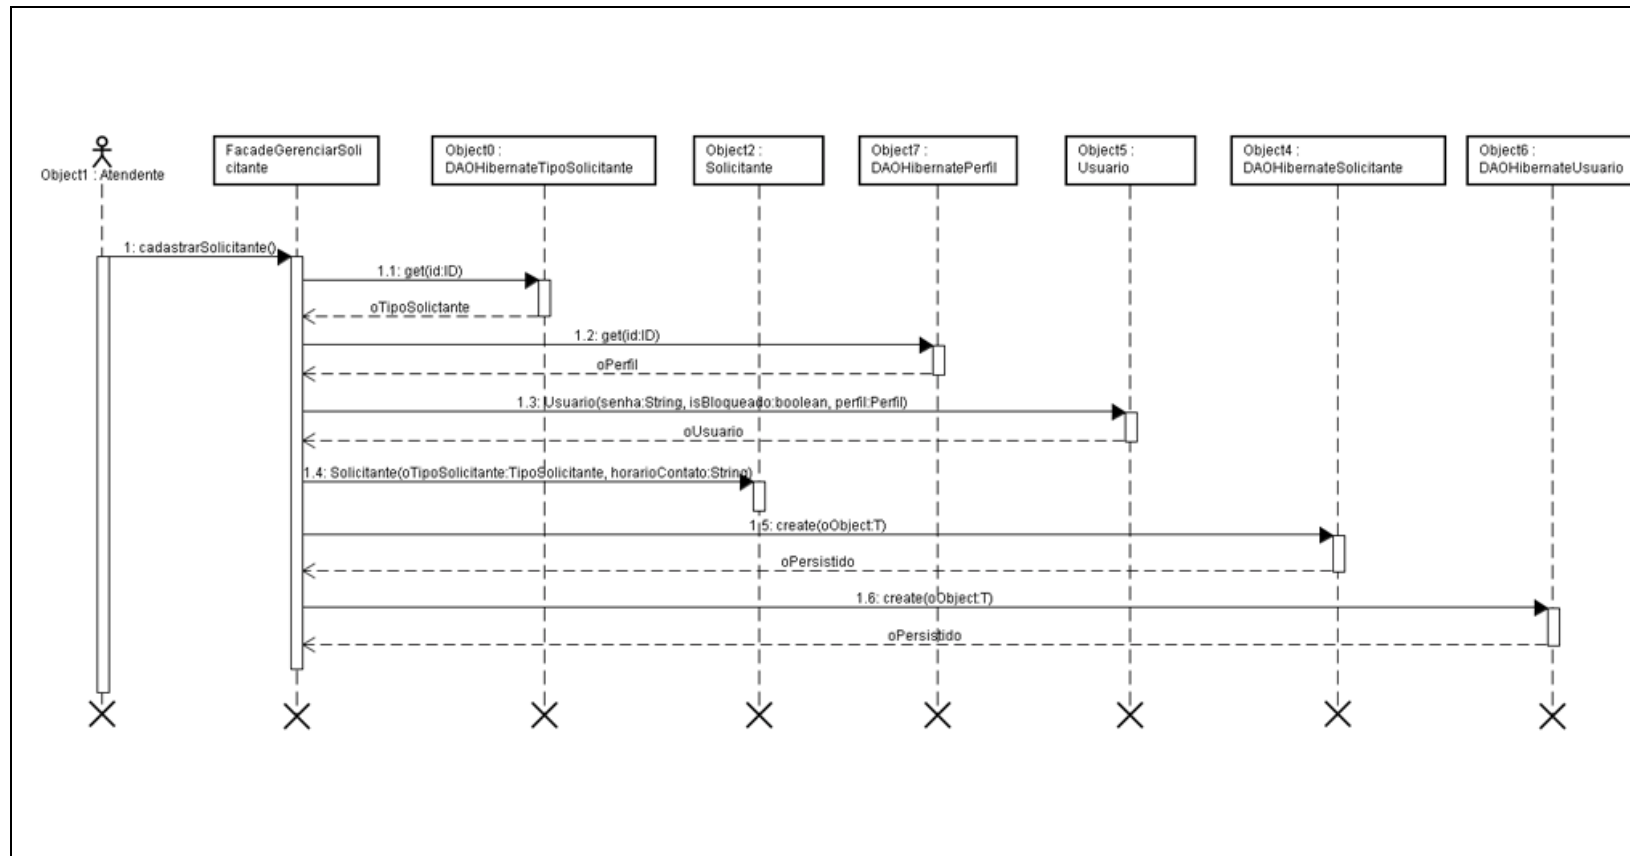 Object1 : Atendente
FacadeGerenciarSoli
citante
Object0 :
DAOHibernateTipoSolicitante
Object2 :
Solicitante
Object7 :
DAOHibernatePerfil
Object5 :
Usuario
Object4 :
DAOHibernateSolicitante
Object6 :
DAOHibernateUsuario
1: cadastrarSolicitante()
1.1: get(id:ID)
oTipoSolictante
1.2: get(id:ID)
oPerfil
1.3: Usuario(senha:String, isBloqueado:boolean, perfil:Perfil)
oUsuario
1.4: Solicitante(oTipoSolicitante:TipoSolicitante, horarioContato:String)
1.5: create(oObject:T)
oPersistido
1.6: create(oObject:T)
oPersistido